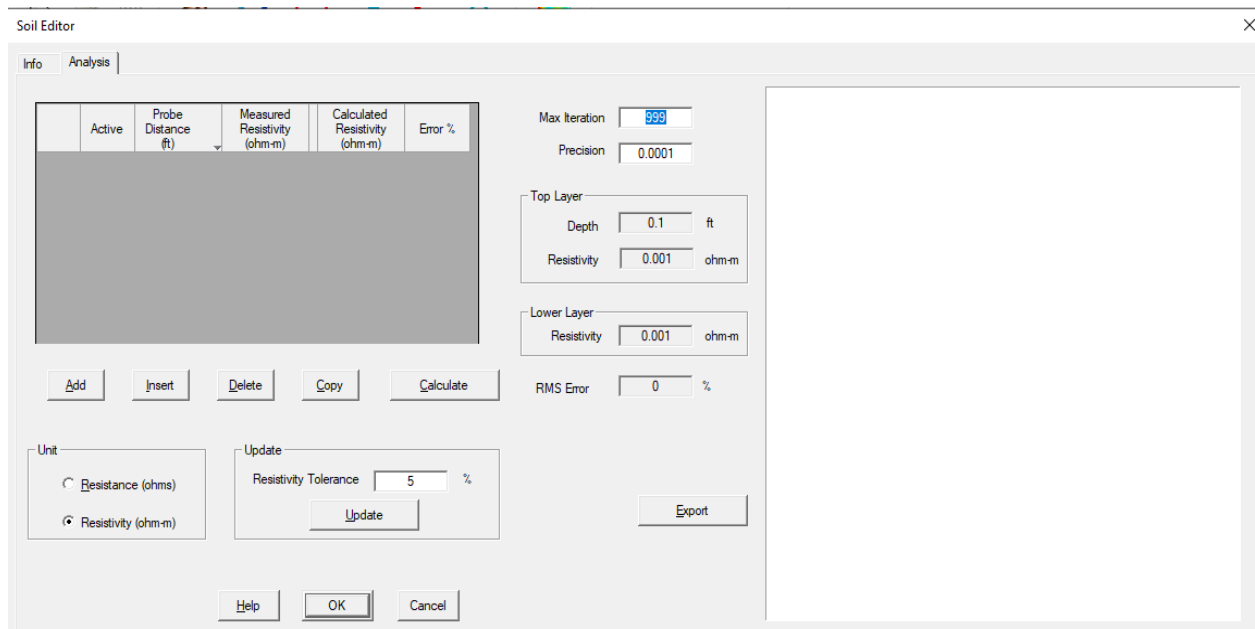 Soil Editor
Info Analysis
Active Probe Distance (ft) Measured Resistivity (ohm-m) Calculated Resistivity (ohm-m) Error %
Max Iteration 999
Precision 0.0001
Top Layer
Depth 0.1 ft
Resistivity 0.001 ohm-m
Lower Layer
Resistivity 0.001 ohm-m
RMS Error 0 %
Add Insert Delete Copy Calculate
Unit
Resistance (ohms)
Resistivity (ohm-m)
Update
Resistivity Tolerance 5 %
Update
Export
Help OK Cancel